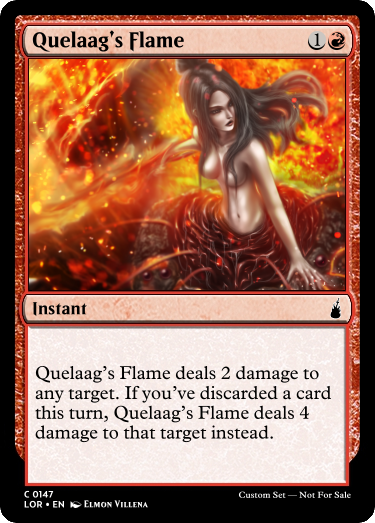 Quelaag's Flame 1
Instant
Quelaag's Flame deals 2 damage to
any target. If you've discarded a card
this turn, Quelaag's Flame deals 4
damage to that target instead.
C 0147
LOR • EN Elmon Villena
Custom Set — Not For Sale